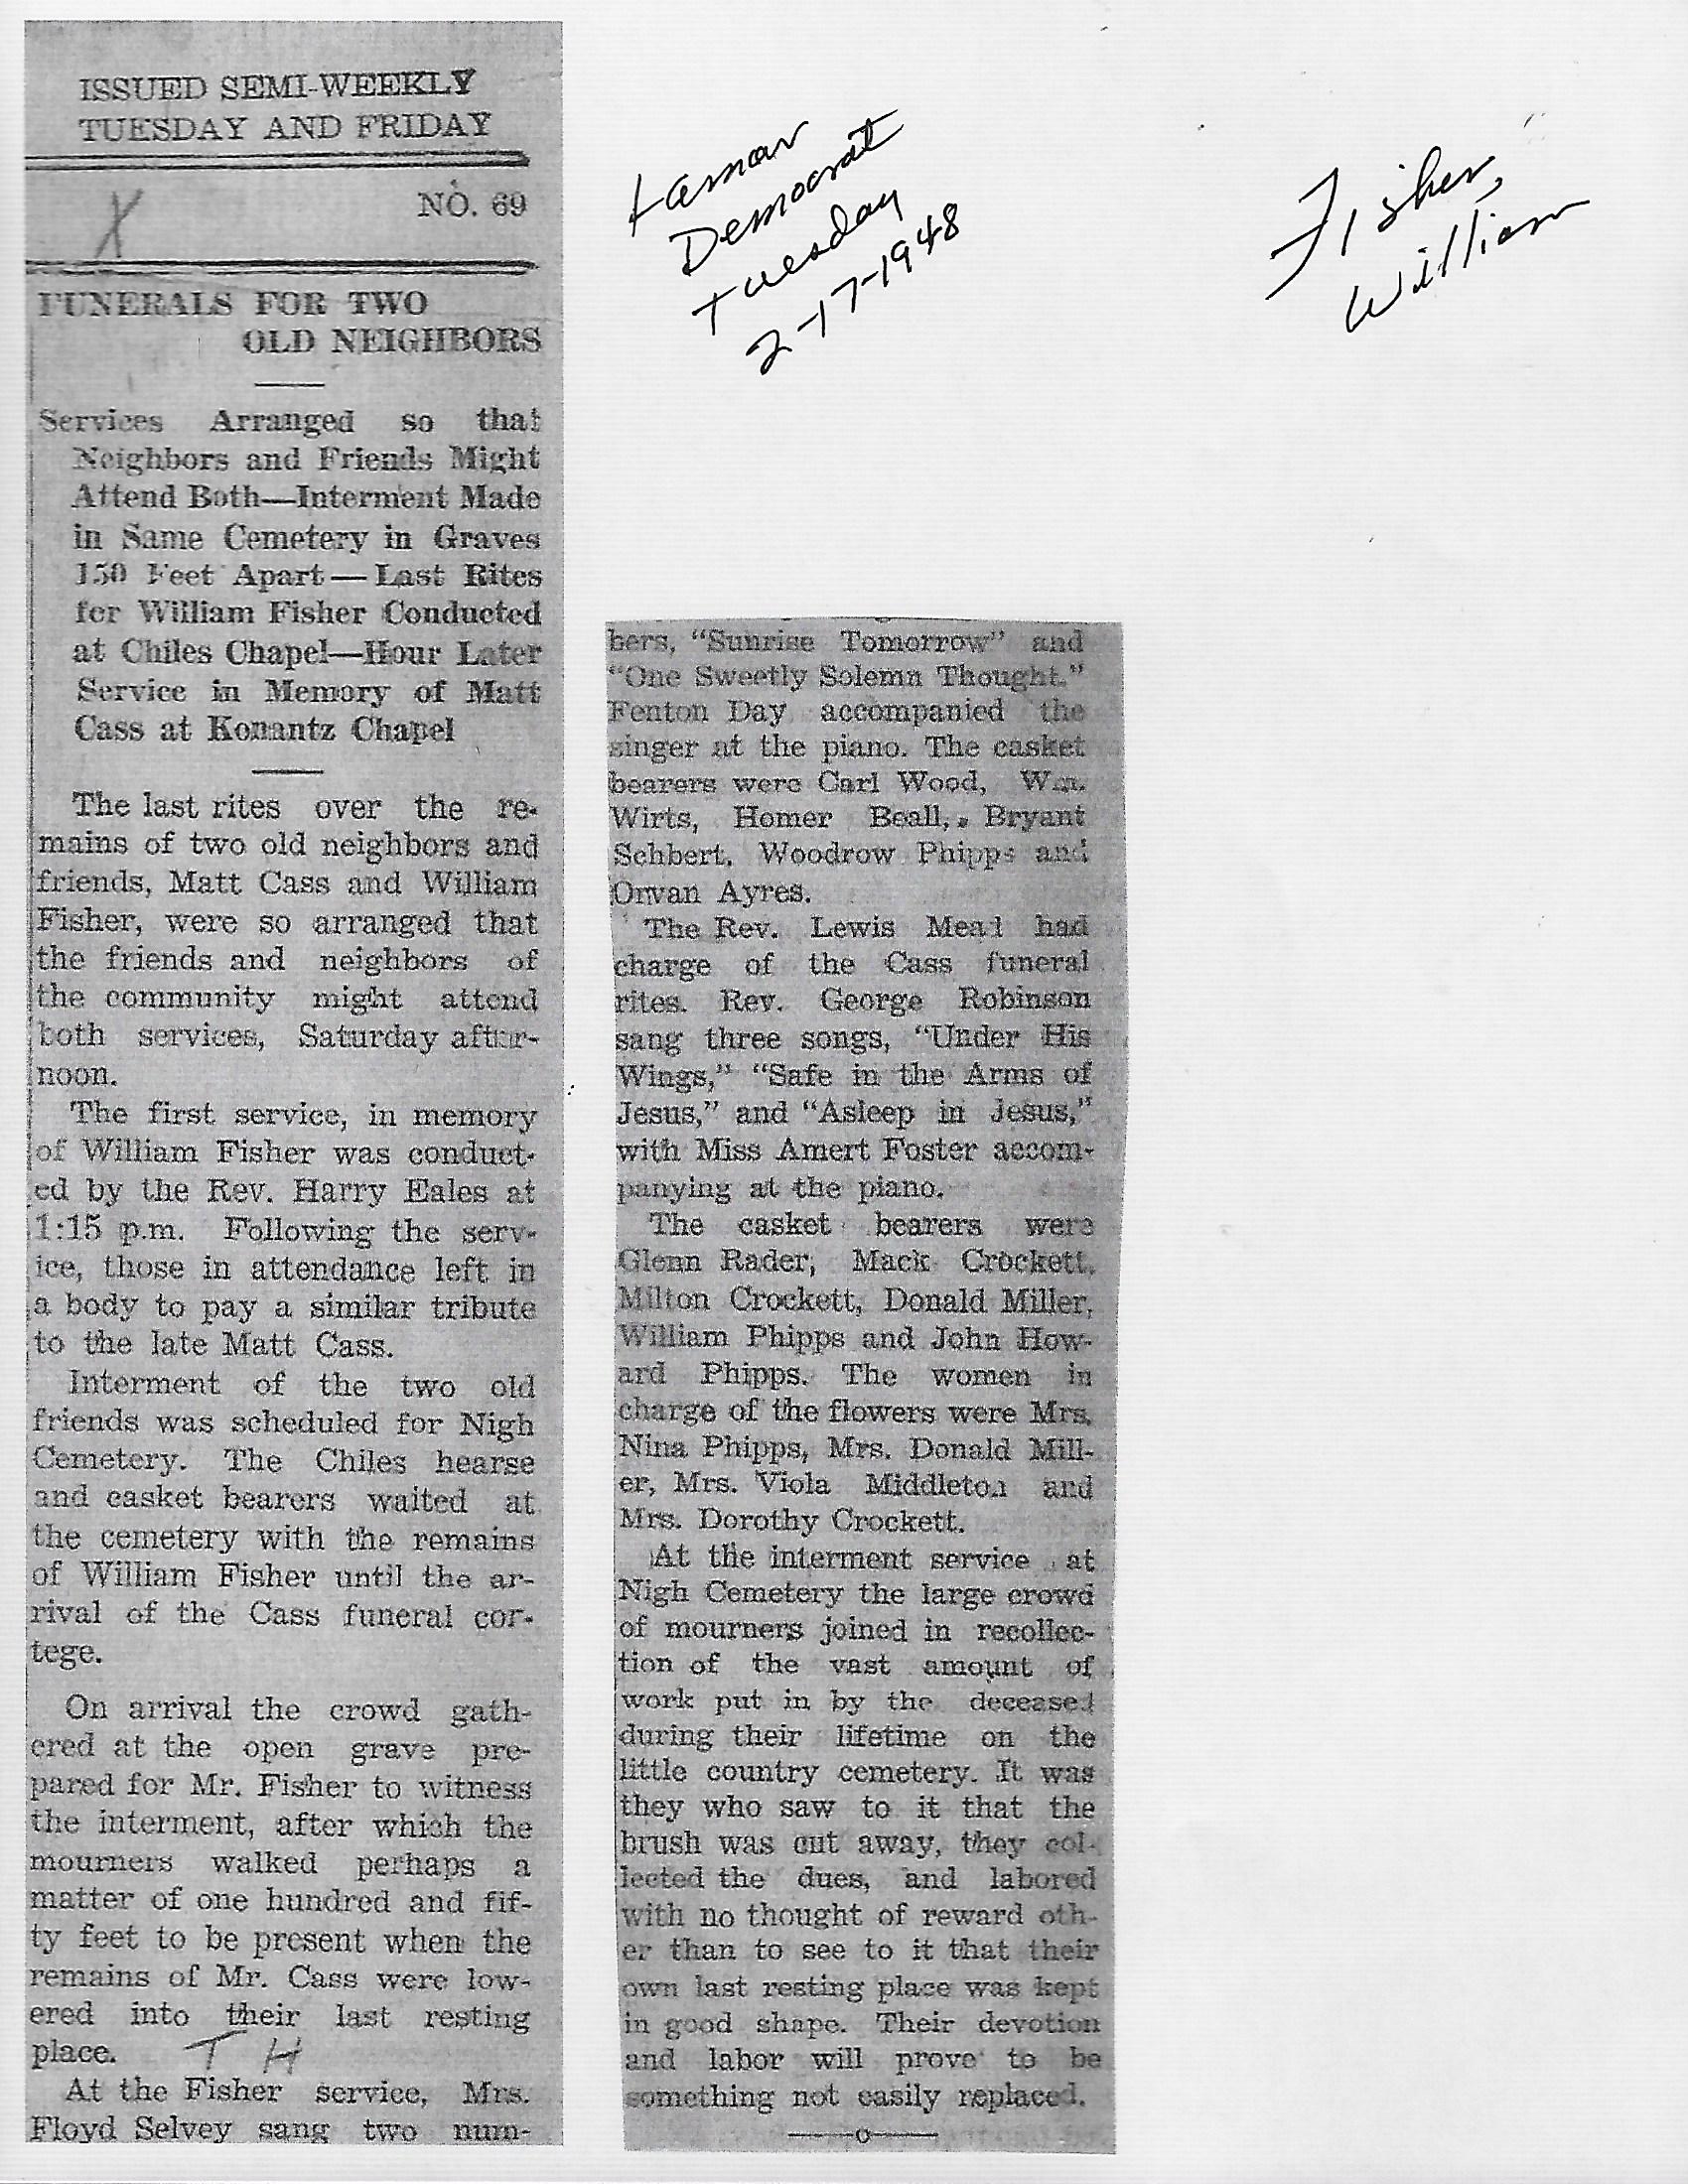 ISSUED SEMI-WEEKLY
TUESDAY AND FRIDAY
X
NO. 69
FUNERALS FOR TWO
OLD NEIGHBORS
Services Arranged so that
Neighbors and Friends Might
Attend Both—Interment Made
in Same Cemetery in Graves
150 Feet Apart — Last Rites
for William Fisher Conducted
at Chiles Chapel—Hour Later
Service in Memory of Matt
Cass at Konantz Chapel
The last rites over the re-
mains of two old neighbors and
friends, Matt Cass and William
Fisher, were so arranged that
the friends and neighbors of
the community might attend
both services, Saturday after-
noon.
The first service, in memory
of William Fisher was conduct-
ed by the Rev. Harry Eales at
1:15 p.m. Following the serv-
ice, those in attendance left in
a body to pay a similar tribute
to the late Matt Cass.
Interment of the two old
friends was scheduled for Nigh
Cemetery. The Chiles hearse
and casket bearers waited at
the cemetery with the remains
of William Fisher until the ar-
rival of the Cass funeral cor-
tege.
On arrival the crowd gath-
ered at the open grave pre-
pared for Mr. Fisher to witness
the interment, after which the
mourners walked perhaps a
matter of one hundred and fif-
ty feet to be present when the
remains of Mr. Cass were low-
ered into their last resting
place. T H
At the Fisher service, Mrs.
Floyd Selvey sang two num-
Lamar
Democrat
Tuesday
2-17-1948
Fisher,
William
bers, "Sunrise Tomorrow" and
"One Sweetly Solemn Thought."
Fenton Day accompanied the
singer at the piano. The casket
bearers were Carl Wood, Wm.
Wirts, Homer Beall, Bryant
Sehbert, Woodrow Phipps and
Orvan Ayres.
The Rev. Lewis Mead had
charge of the Cass funeral
rites. Rev. George Robinson
sang three songs, "Under His
Wings," "Safe in the Arms of
Jesus," and "Asleep in Jesus,"
with Miss Amert Foster accom-
panying at the piano.
The casket bearers were
Glenn Rader, Mack Crockett,
Milton Crockett, Donald Miller,
William Phipps and John How-
ard Phipps. The women in
charge of the flowers were Mrs.
Nina Phipps, Mrs. Donald Mill-
er, Mrs. Viola Middleton and
Mrs. Dorothy Crockett.
At the interment service at
Nigh Cemetery the large crowd
of mourners joined in recollec-
tion of the vast amount of
work put in by the deceased
during their lifetime on the
little country cemetery. It was
they who saw to it that the
brush was cut away, they col-
lected the dues, and labored
with no thought of reward oth-
er than to see to it that their
own last resting place was kept
in good shape. Their devotion
and labor will prove to be
something not easily replaced.
——o——